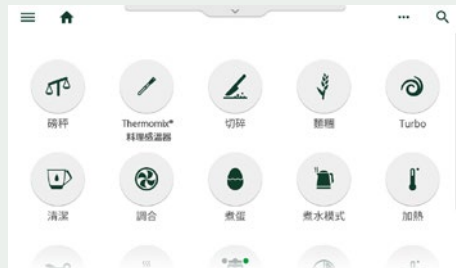 磅秤
Thermomix®
料理感溫器
切碎
麵糰
Turbo
清潔
調合
煮蛋
煮水模式
加熱